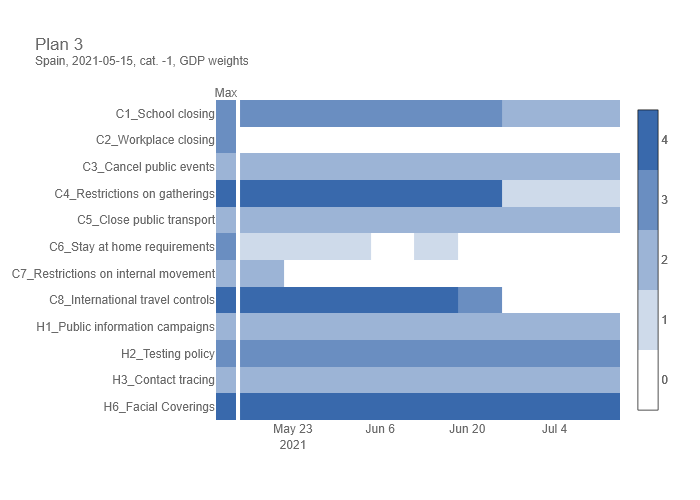 Plan 3
Spain, 2021-05-15, cat. -1, GDP weights
Max
C1_School closing
C2_Workplace closing
C3_Cancel public events
C4_Restrictions on gatherings
C5_Close public transport
C6_Stay at home requirements
C7_Restrictions on internal movement
C8_International travel controls
H1_Public information campaigns
H2_Testing policy
H3_Contact tracing
H6_Facial Coverings
May 23
2021
Jun 6
Jun 20
Jul 4
4
3
2
1
0